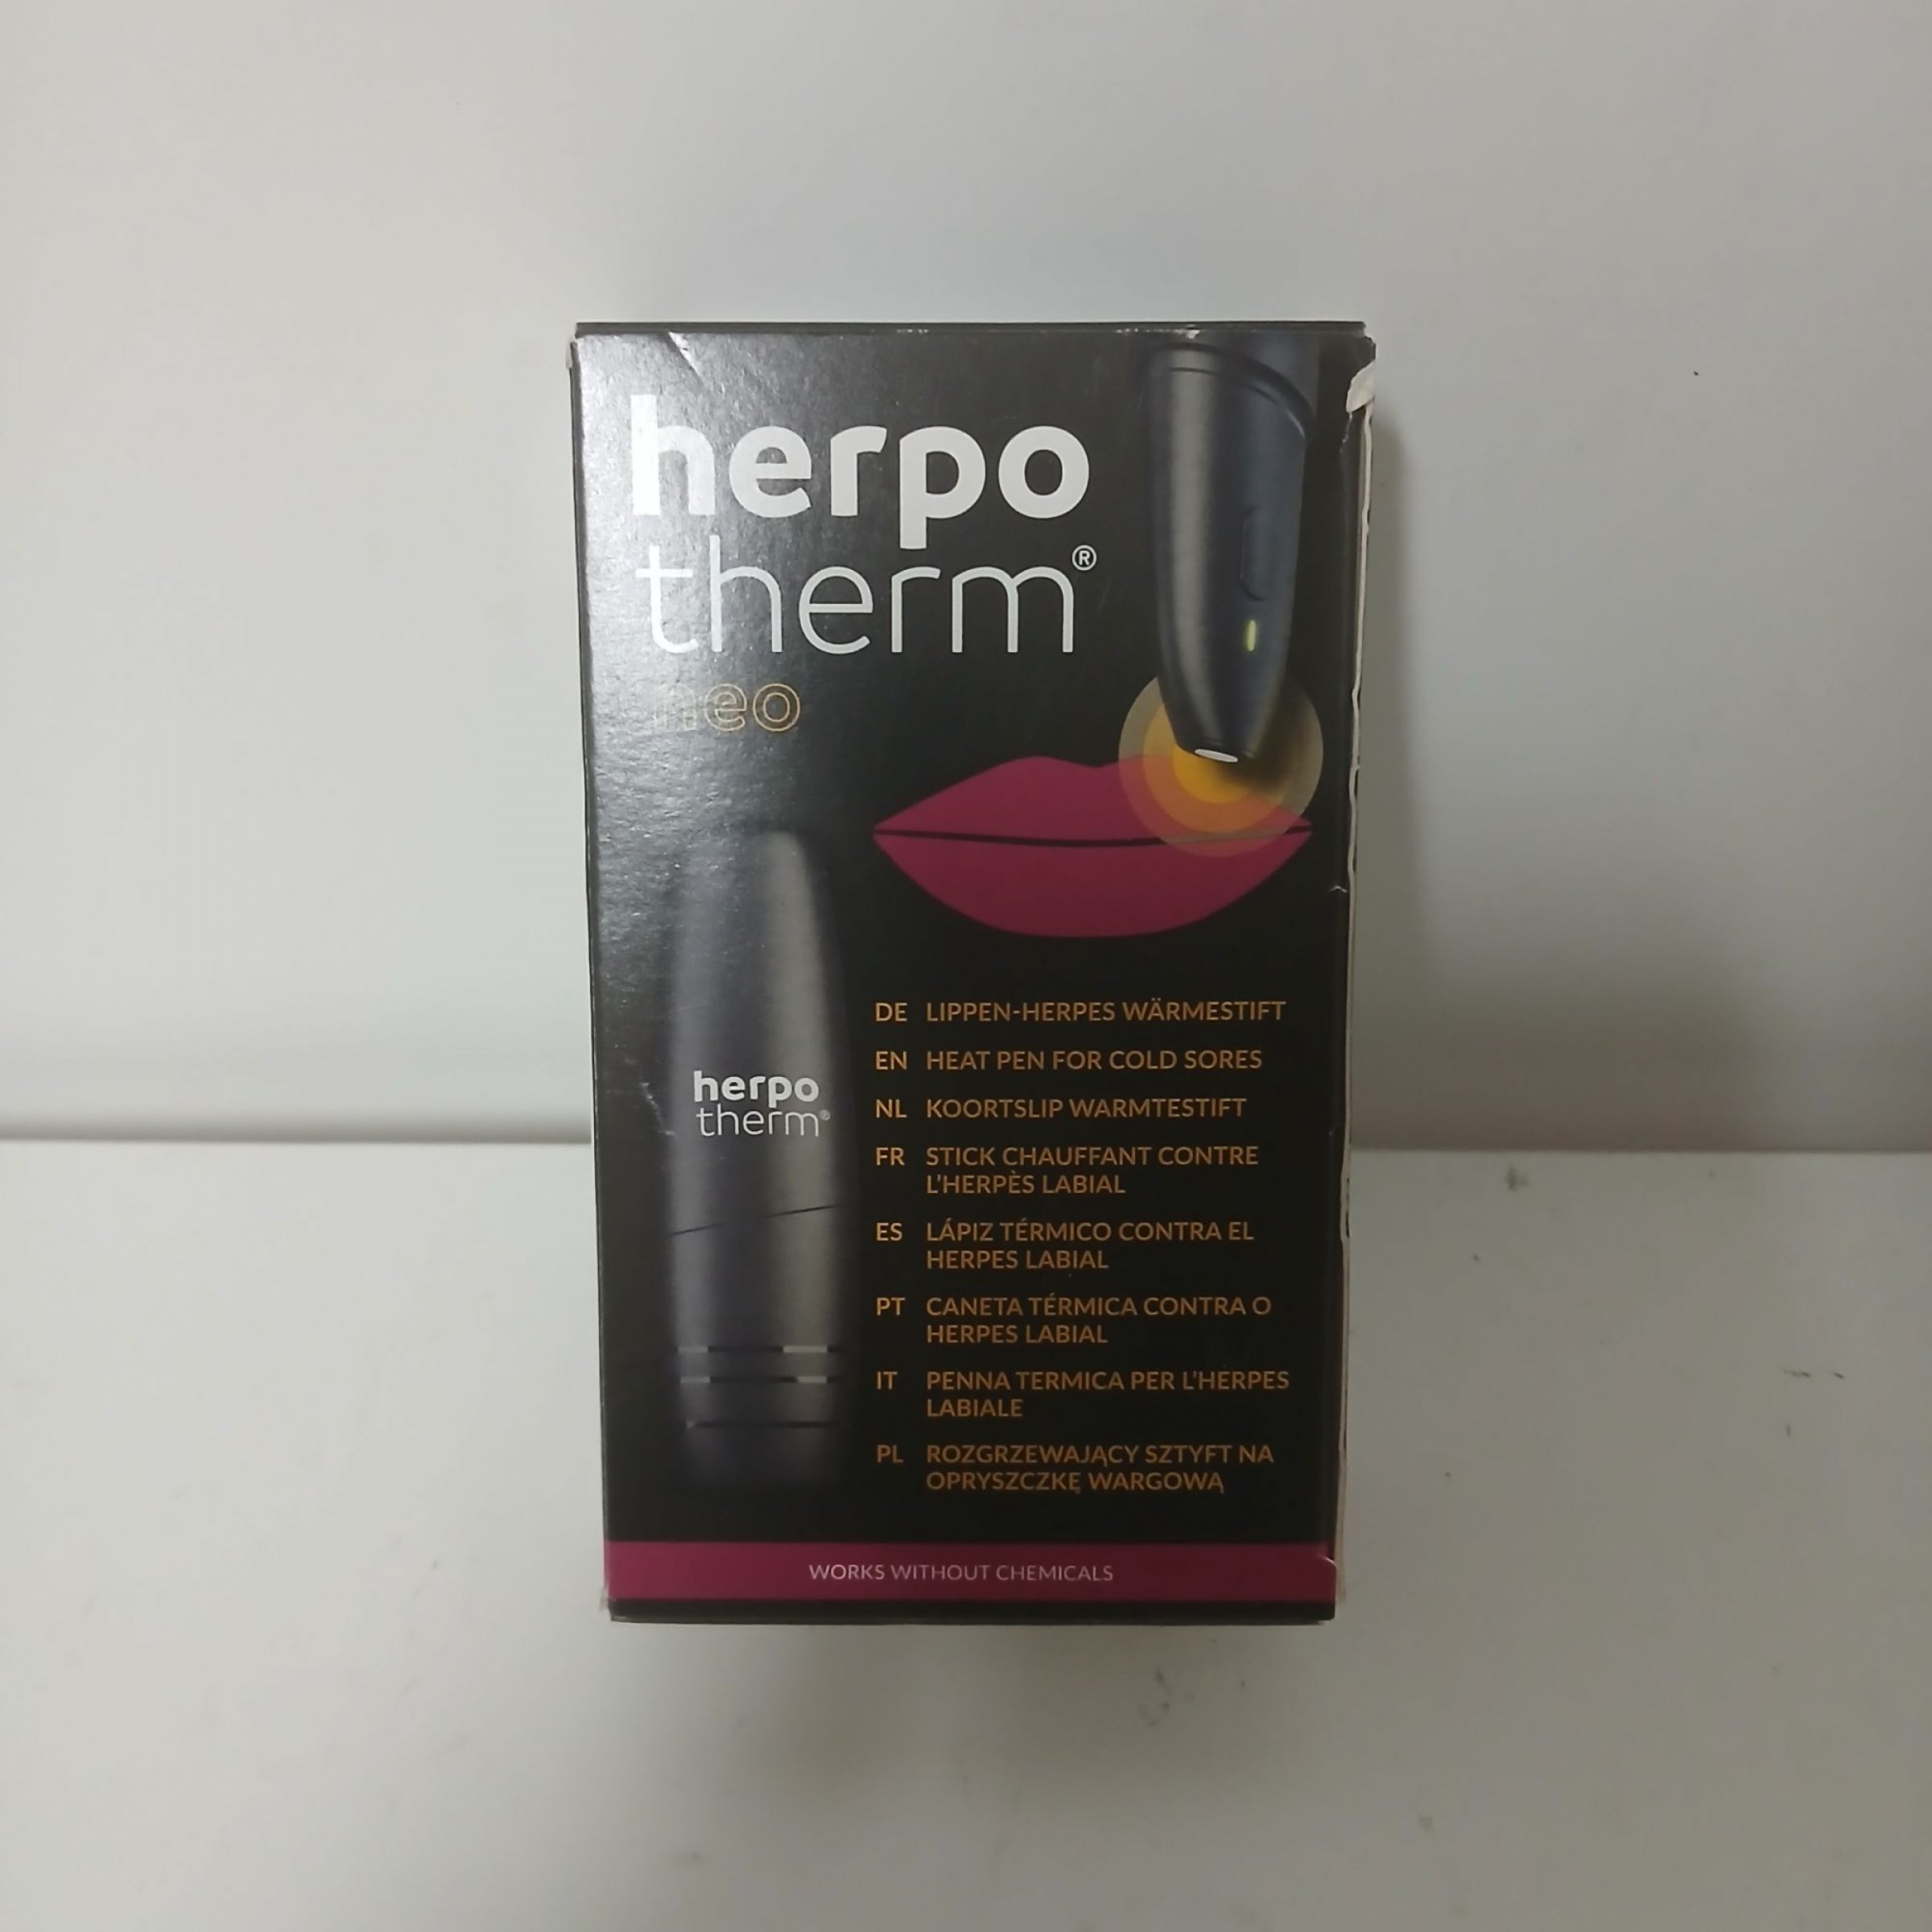 herpo
therm®
neo
herpo
therm®
DE LIPPEN-HERPES WÄRMESTIFT
EN HEAT PEN FOR COLD SORES
NL KOORTSLIP WARMTESTIFT
FR STICK CHAUFFANT CONTRE
L'HERPÈS LABIAL
ES LÁPIZ TÉRMICO CONTRA EL
HERPES LABIAL
PT CANETA TÉRMICA CONTRA O
HERPES LABIAL
IT PENNA TERMICA PER L'HERPES
LABIALE
PL ROZGRZEWAJĄCY SZTYFT NA
OPRYSZCZKĘ WARGOWĄ
WORKS WITHOUT CHEMICALS